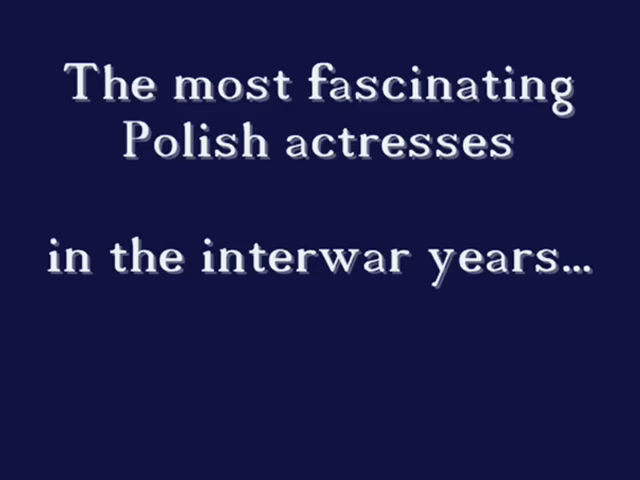 The most fascinating
Polish actresses
in the interwar years...